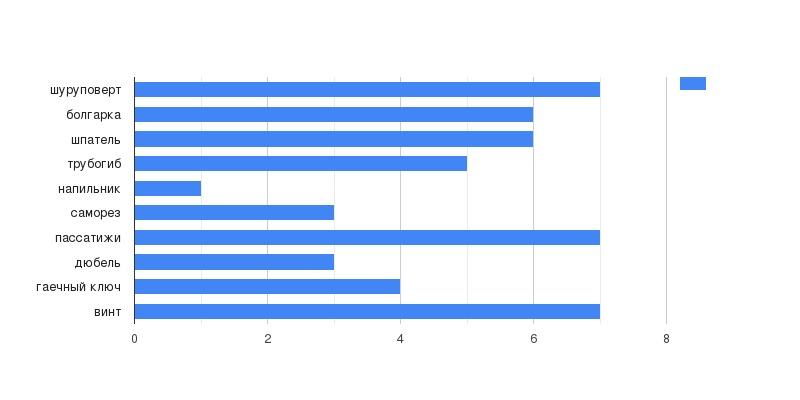 шуруповерт
болгарка
шпатель
трубогиб
напильник
саморез
пассатижи
дюбель
гаечный ключ
винт
0 2 4 6 8